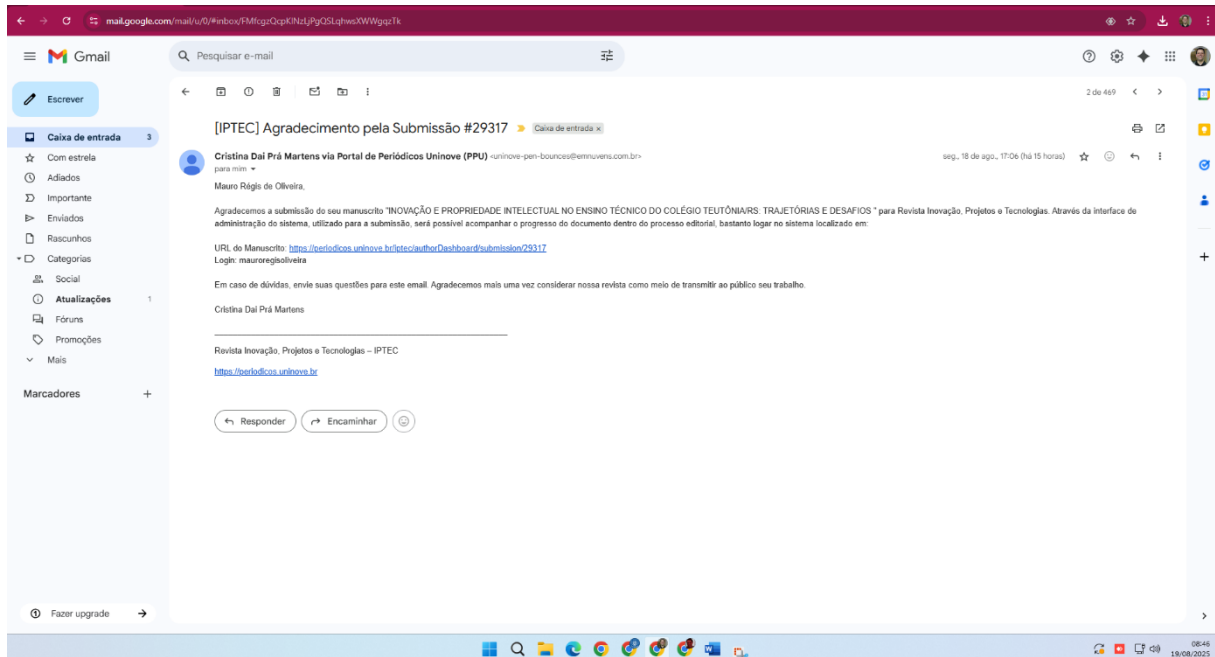 mail.google.com/mail/u/0/#inbox/FMfcgzQcpKlNzLjPgQSLqhwsXWWgqzTk
Gmail
Pesquisar e-mail
Escrever
2 de 469
Caixa de entrada 3
Com estrela
Adiados
Importante
Enviados
Rascunhos
Categorias
Social
Atualizações 1
Fóruns
Promoções
Mais
Marcadores
[IPTEC] Agradecimento pela Submissão #29317 Caixa de entrada x
Cristina Dai Prá Martens via Portal de Periódicos Uninove (PPU) <uninove-pen-bounces@emnuvens.com.br>
seg., 18 de ago., 17:06 (há 15 horas)
para mim
Mauro Régis de Oliveira,
Agradecemos a submissão do seu manuscrito "INOVAÇÃO E PROPRIEDADE INTELECTUAL NO ENSINO TÉCNICO DO COLÉGIO TEUTÔNIA/RS: TRAJETÓRIAS E DESAFIOS " para Revista Inovação, Projetos e Tecnologias. Através da interface de
administração do sistema, utilizado para a submissão, será possível acompanhar o progresso do documento dentro do processo editorial, bastanto logar no sistema localizado em:
URL do Manuscrito: https://periodicos.uninove.br/iptec/authorDashboard/submission/29317
Login: mauroregisoliveira
Em caso de dúvidas, envie suas questões para este email. Agradecemos mais uma vez considerar nossa revista como meio de transmitir ao público seu trabalho.
Cristina Dai Prá Martens
Revista Inovação, Projetos e Tecnologias – IPTEC
https://periodicos.uninove.br
Responder
Encaminhar
Fazer upgrade
08:46
19/08/2025